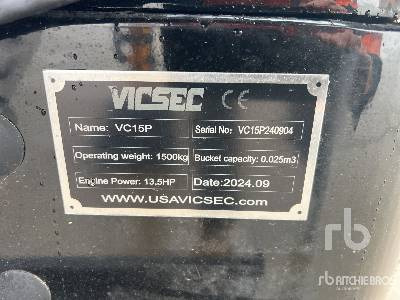 VICSEC CE
Name: VC15P
Serial No: VC15P240904
Operating weight: 1500kg
Bucket capacity: 0.025m3
Engine Power: 13.5HP
Date:2024.09
WWW.USAVICSEC.com
rb
rb RITCHIE BROS